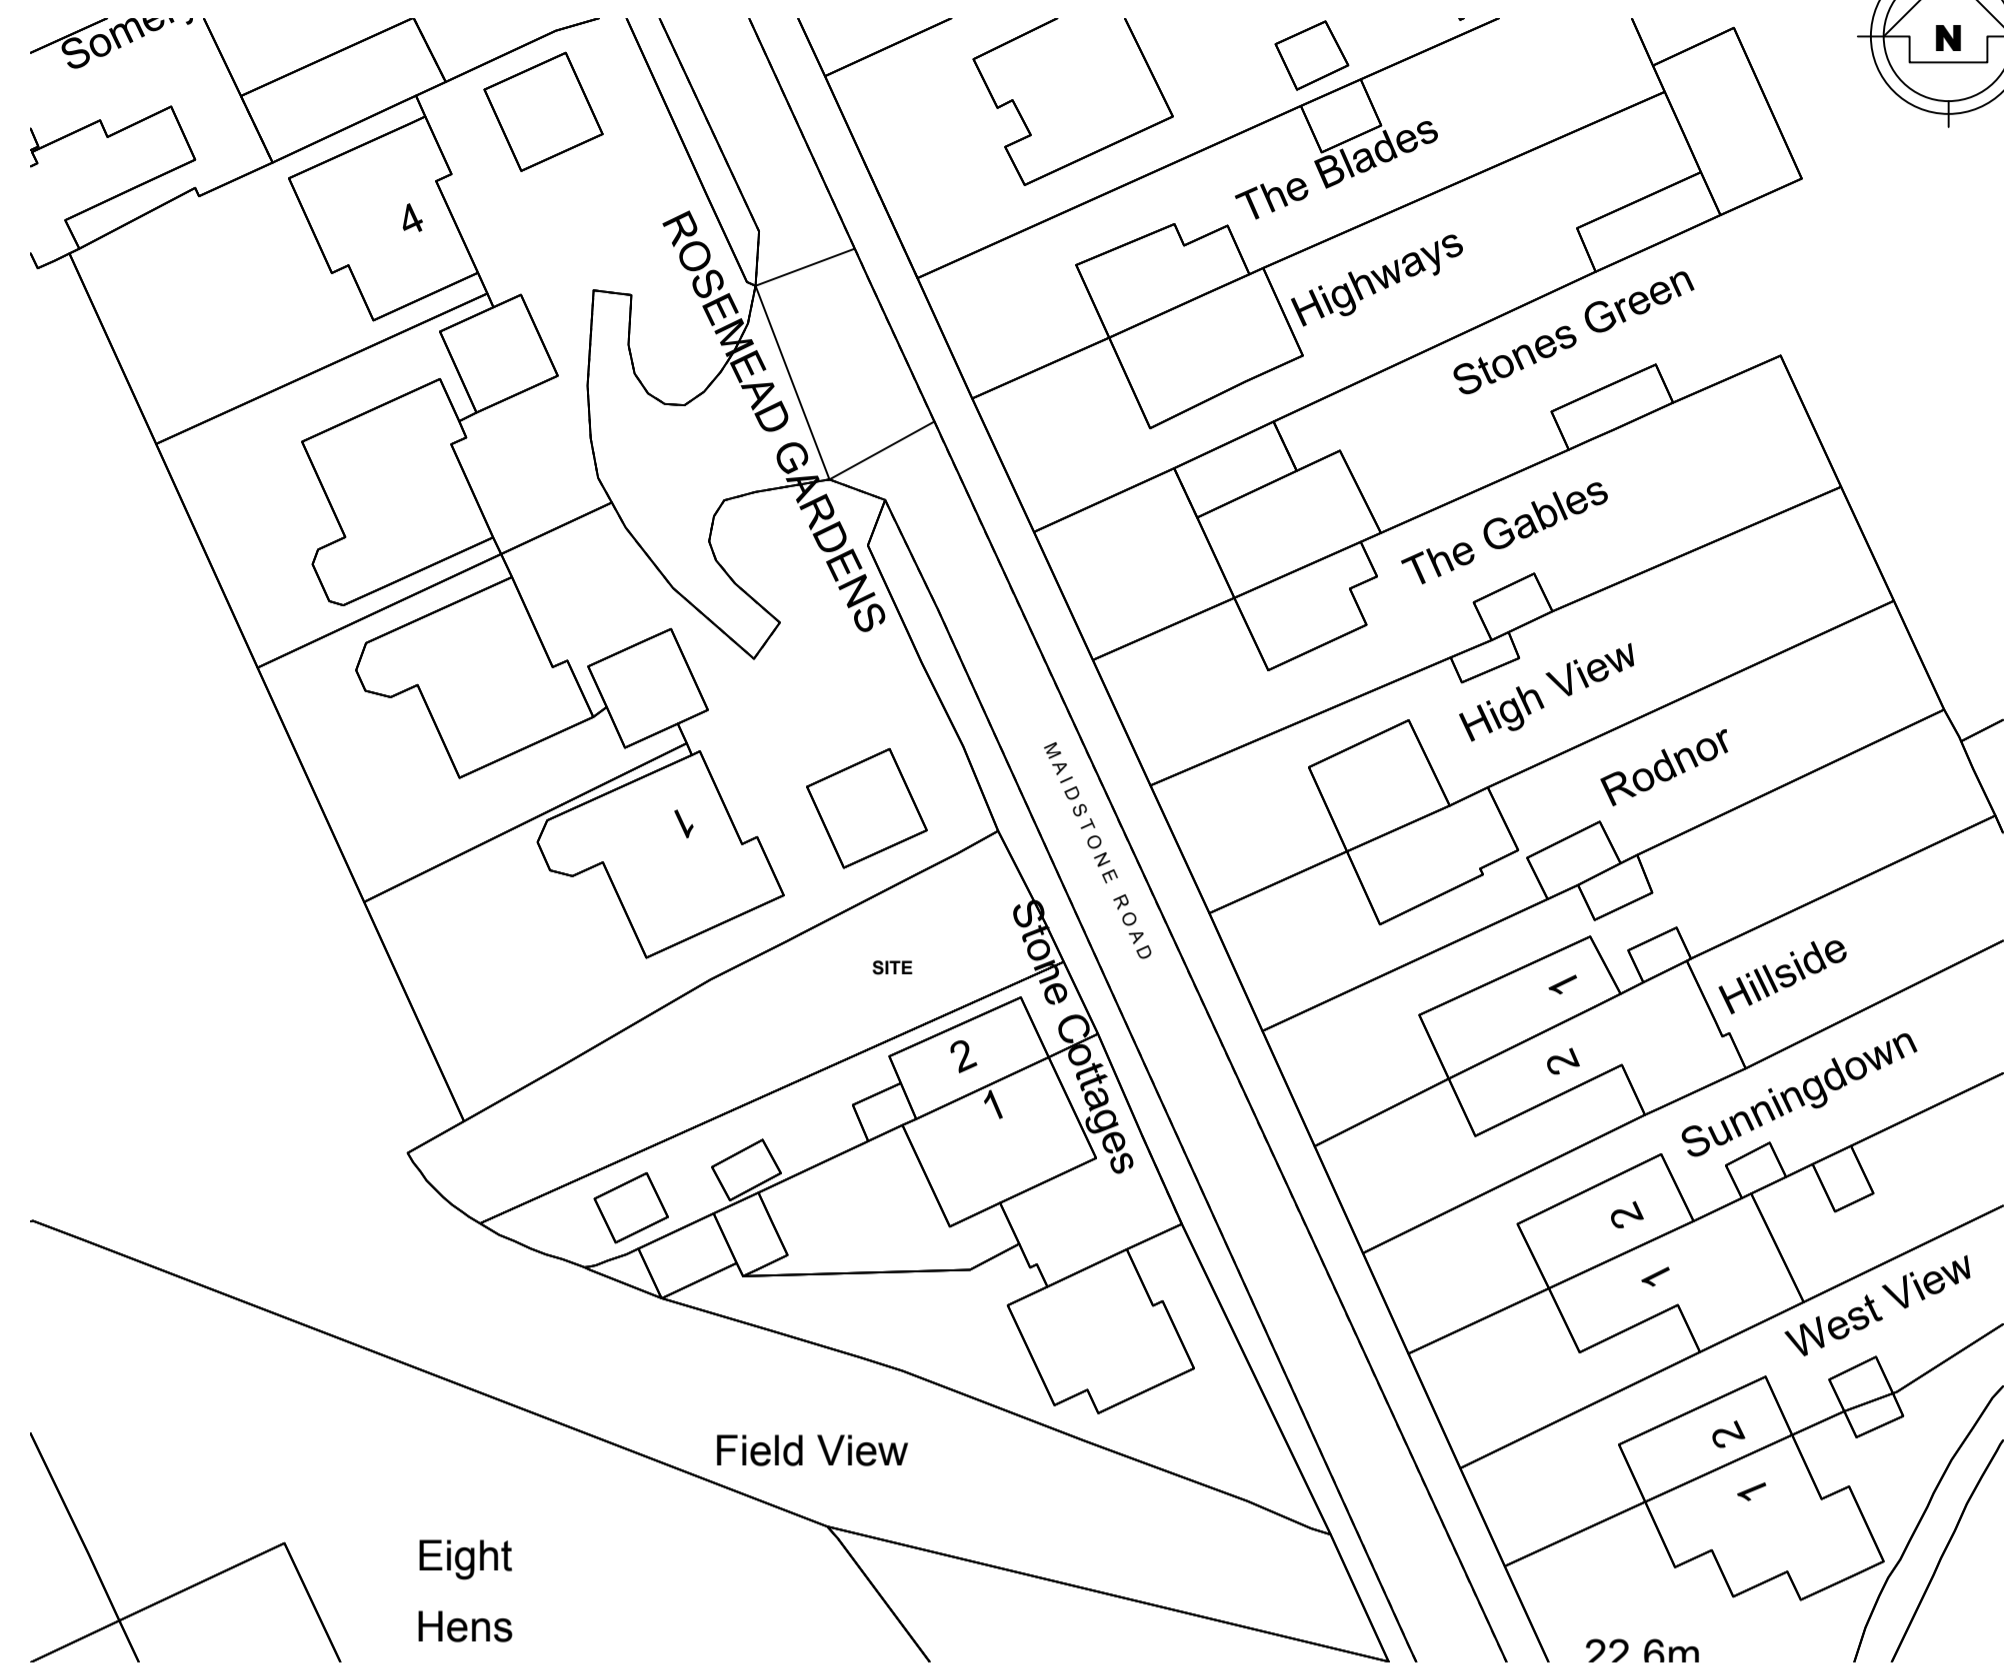 N
The Blades
4
ROSEMEAD GARDENS
Highways
Stones Green
The Gables
High View
Rodnor
MAIDSTONE ROAD
1
SITE
Stone Cottages
2
1
1
2
Hillside
Sunningdown
2
1
West View
2
1
Field View
Eight
Hens
22.6m